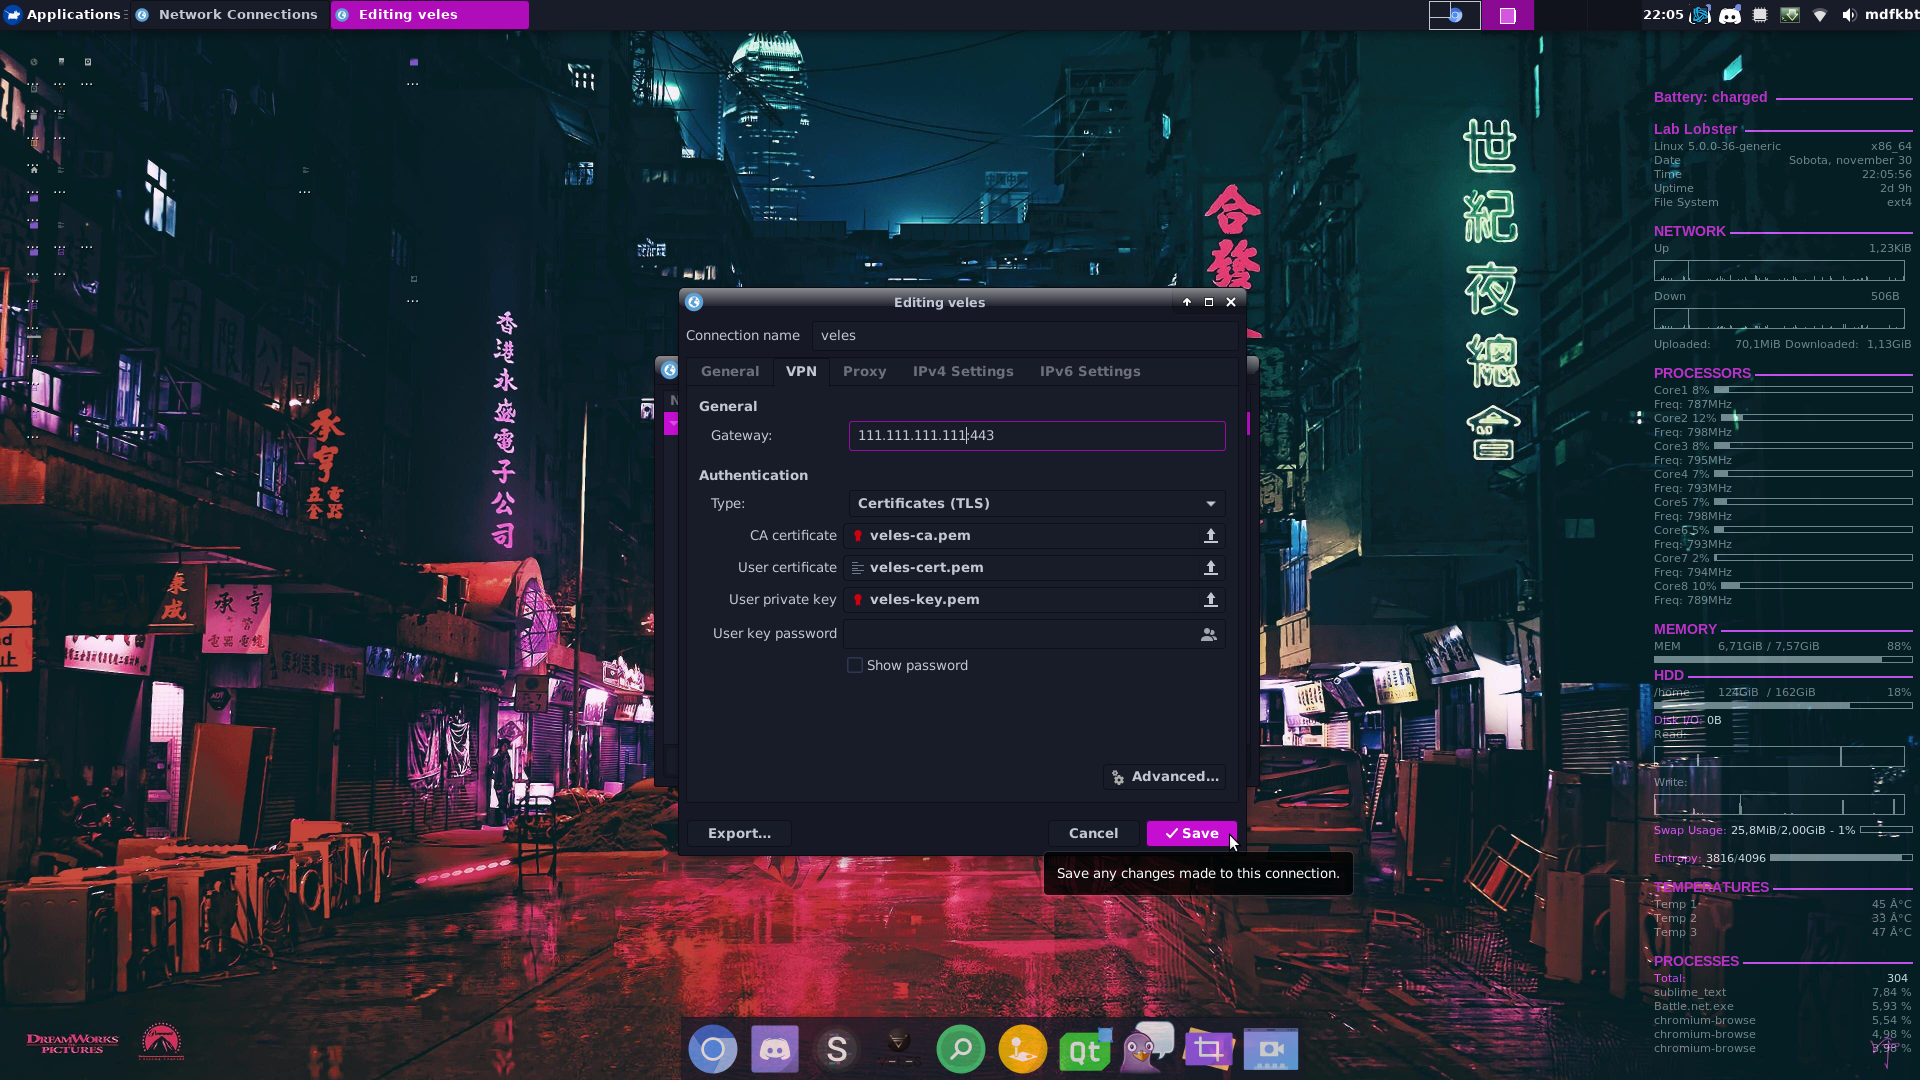 Applications
Network Connections
Editing veles
22:05
mdfkbt
Battery: charged
Lab Lobster
Linux 5.0.0-36-generic x86_64
Date Sobota, november 30
Time 22:05:56
Uptime 2d 9h
File System ext4
NETWORK
Up 1,23KiB
Down 506B
Uploaded: 70,1MiB Downloaded: 1,13GiB
PROCESSORS
Core1 8%
Freq: 787MHz
Core2 12%
Freq: 798MHz
Core3 8%
Freq: 795MHz
Core4 7%
Freq: 793MHz
Core5 7%
Freq: 798MHz
Core6 5%
Freq: 793MHz
Core7 2%
Freq: 794MHz
Core8 10%
Freq: 789MHz
MEMORY
MEM 6,71GiB / 7,57GiB 88%
HDD
/home 124GiB / 162GiB 18%
Disk I/O: 0B
Read:
Write:
Swap Usage: 25,8MiB/2,00GiB - 1%
Entropy: 3816/4096
TEMPERATURES
Temp 1 45 Â°C
Temp 2 33 Â°C
Temp 3 47 Â°C
PROCESSES
Total: 304
sublime_text 7,84 %
Battle.net.exe 5,93 %
chromium-browse 5,54 %
chromium-browse 4,98 %
chromium-browse 3,98 %
Editing veles
Connection name veles
General VPN Proxy IPv4 Settings IPv6 Settings
General
Gateway: 111.111.111.111:443
Authentication
Type: Certificates (TLS)
CA certificate veles-ca.pem
User certificate veles-cert.pem
User private key veles-key.pem
User key password
Show password
Advanced...
Export...
Cancel
Save
Save any changes made to this connection.
世紀夜總會
合發
香港永盛電子公司
承亨
五金
電器
承亨
DREAMWORKS
PICTURES
S
Qt